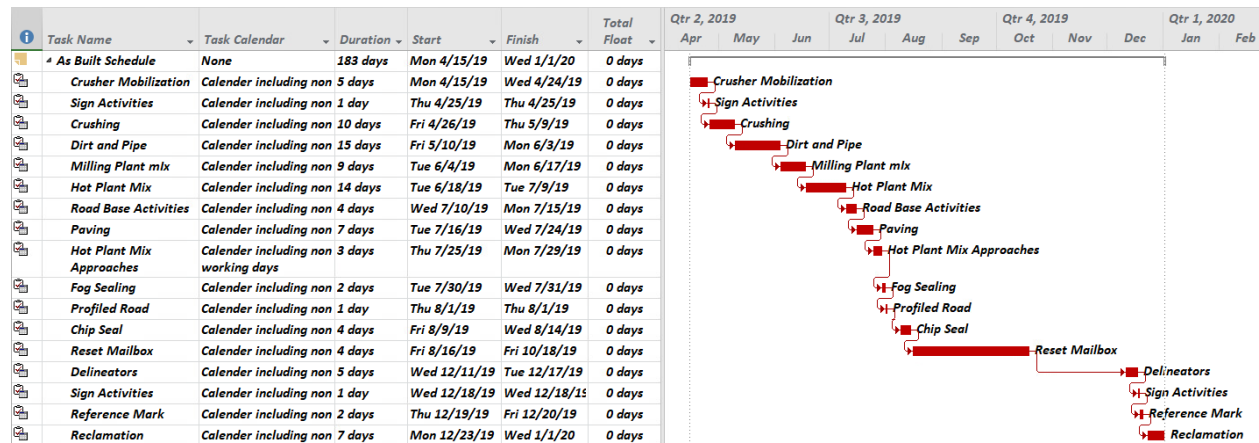 Total
Qtr 2, 2019 Qtr 3, 2019 Qtr 4, 2019 Qtr 1, 2020
Task Name Task Calendar Duration Start Finish Float Apr May Jun Jul Aug Sep Oct Nov Dec Jan Feb
As Built Schedule None 183 days Mon 4/15/19 Wed 1/1/20 0 days
Crusher Mobilization Calender including non 5 days Mon 4/15/19 Wed 4/24/19 0 days Crusher Mobilization
Sign Activities Calender including non 1 day Thu 4/25/19 Thu 4/25/19 0 days Sign Activities
Crushing Calender including non 10 days Fri 4/26/19 Thu 5/9/19 0 days Crushing
Dirt and Pipe Calender including non 15 days Fri 5/10/19 Mon 6/3/19 0 days Dirt and Pipe
Milling Plant mIx Calender including non 9 days Tue 6/4/19 Mon 6/17/19 0 days Milling Plant mIx
Hot Plant Mix Calender including non 14 days Tue 6/18/19 Tue 7/9/19 0 days Hot Plant Mix
Road Base Activities Calender including non 4 days Wed 7/10/19 Mon 7/15/19 0 days Road Base Activities
Paving Calender including non 7 days Tue 7/16/19 Wed 7/24/19 0 days Paving
Hot Plant Mix Calender including non 3 days Thu 7/25/19 Mon 7/29/19 0 days Hot Plant Mix Approaches
Approaches working days
Fog Sealing Calender including non 2 days Tue 7/30/19 Wed 7/31/19 0 days Fog Sealing
Profiled Road Calender including non 1 day Thu 8/1/19 Thu 8/1/19 0 days Profiled Road
Chip Seal Calender including non 4 days Fri 8/9/19 Wed 8/14/19 0 days Chip Seal
Reset Mailbox Calender including non 4 days Fri 8/16/19 Fri 10/18/19 0 days Reset Mailbox
Delineators Calender including non 5 days Wed 12/11/19 Tue 12/17/19 0 days Delineators
Sign Activities Calender including non 1 day Wed 12/18/19 Wed 12/18/19 0 days Sign Activities
Reference Mark Calender including non 2 days Thu 12/19/19 Fri 12/20/19 0 days Reference Mark
Reclamation Calender including non 7 days Mon 12/23/19 Wed 1/1/20 0 days Reclamation